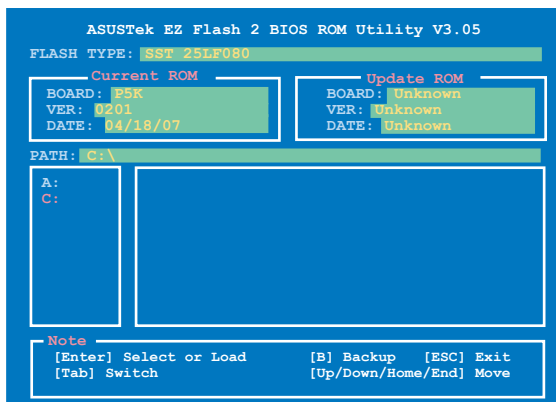 ASUSTek EZ Flash 2 BIOS ROM Utility V3.05
FLASH TYPE: SST 25LF080
Current ROM
BOARD: P5K
VER: 0201
DATE: 04/18/07
Update ROM
BOARD: Unknown
VER: Unknown
DATE: Unknown
PATH: C:\
A:
C:
Note
[Enter] Select or Load [B] Backup [ESC] Exit
[Tab] Switch [Up/Down/Home/End] Move